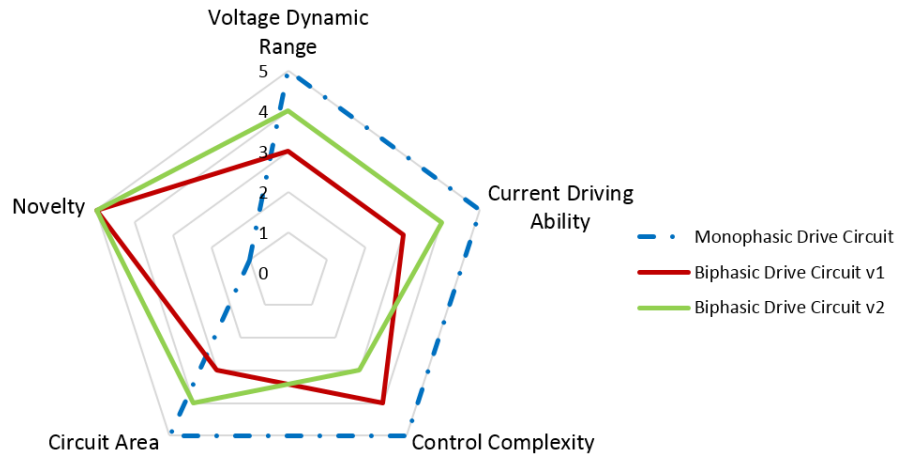 Voltage Dynamic
Range
5
4
3
2
1
0
Novelty
Current Driving
Ability
Circuit Area
Control Complexity
Monophasic Drive Circuit
Biphasic Drive Circuit v1
Biphasic Drive Circuit v2